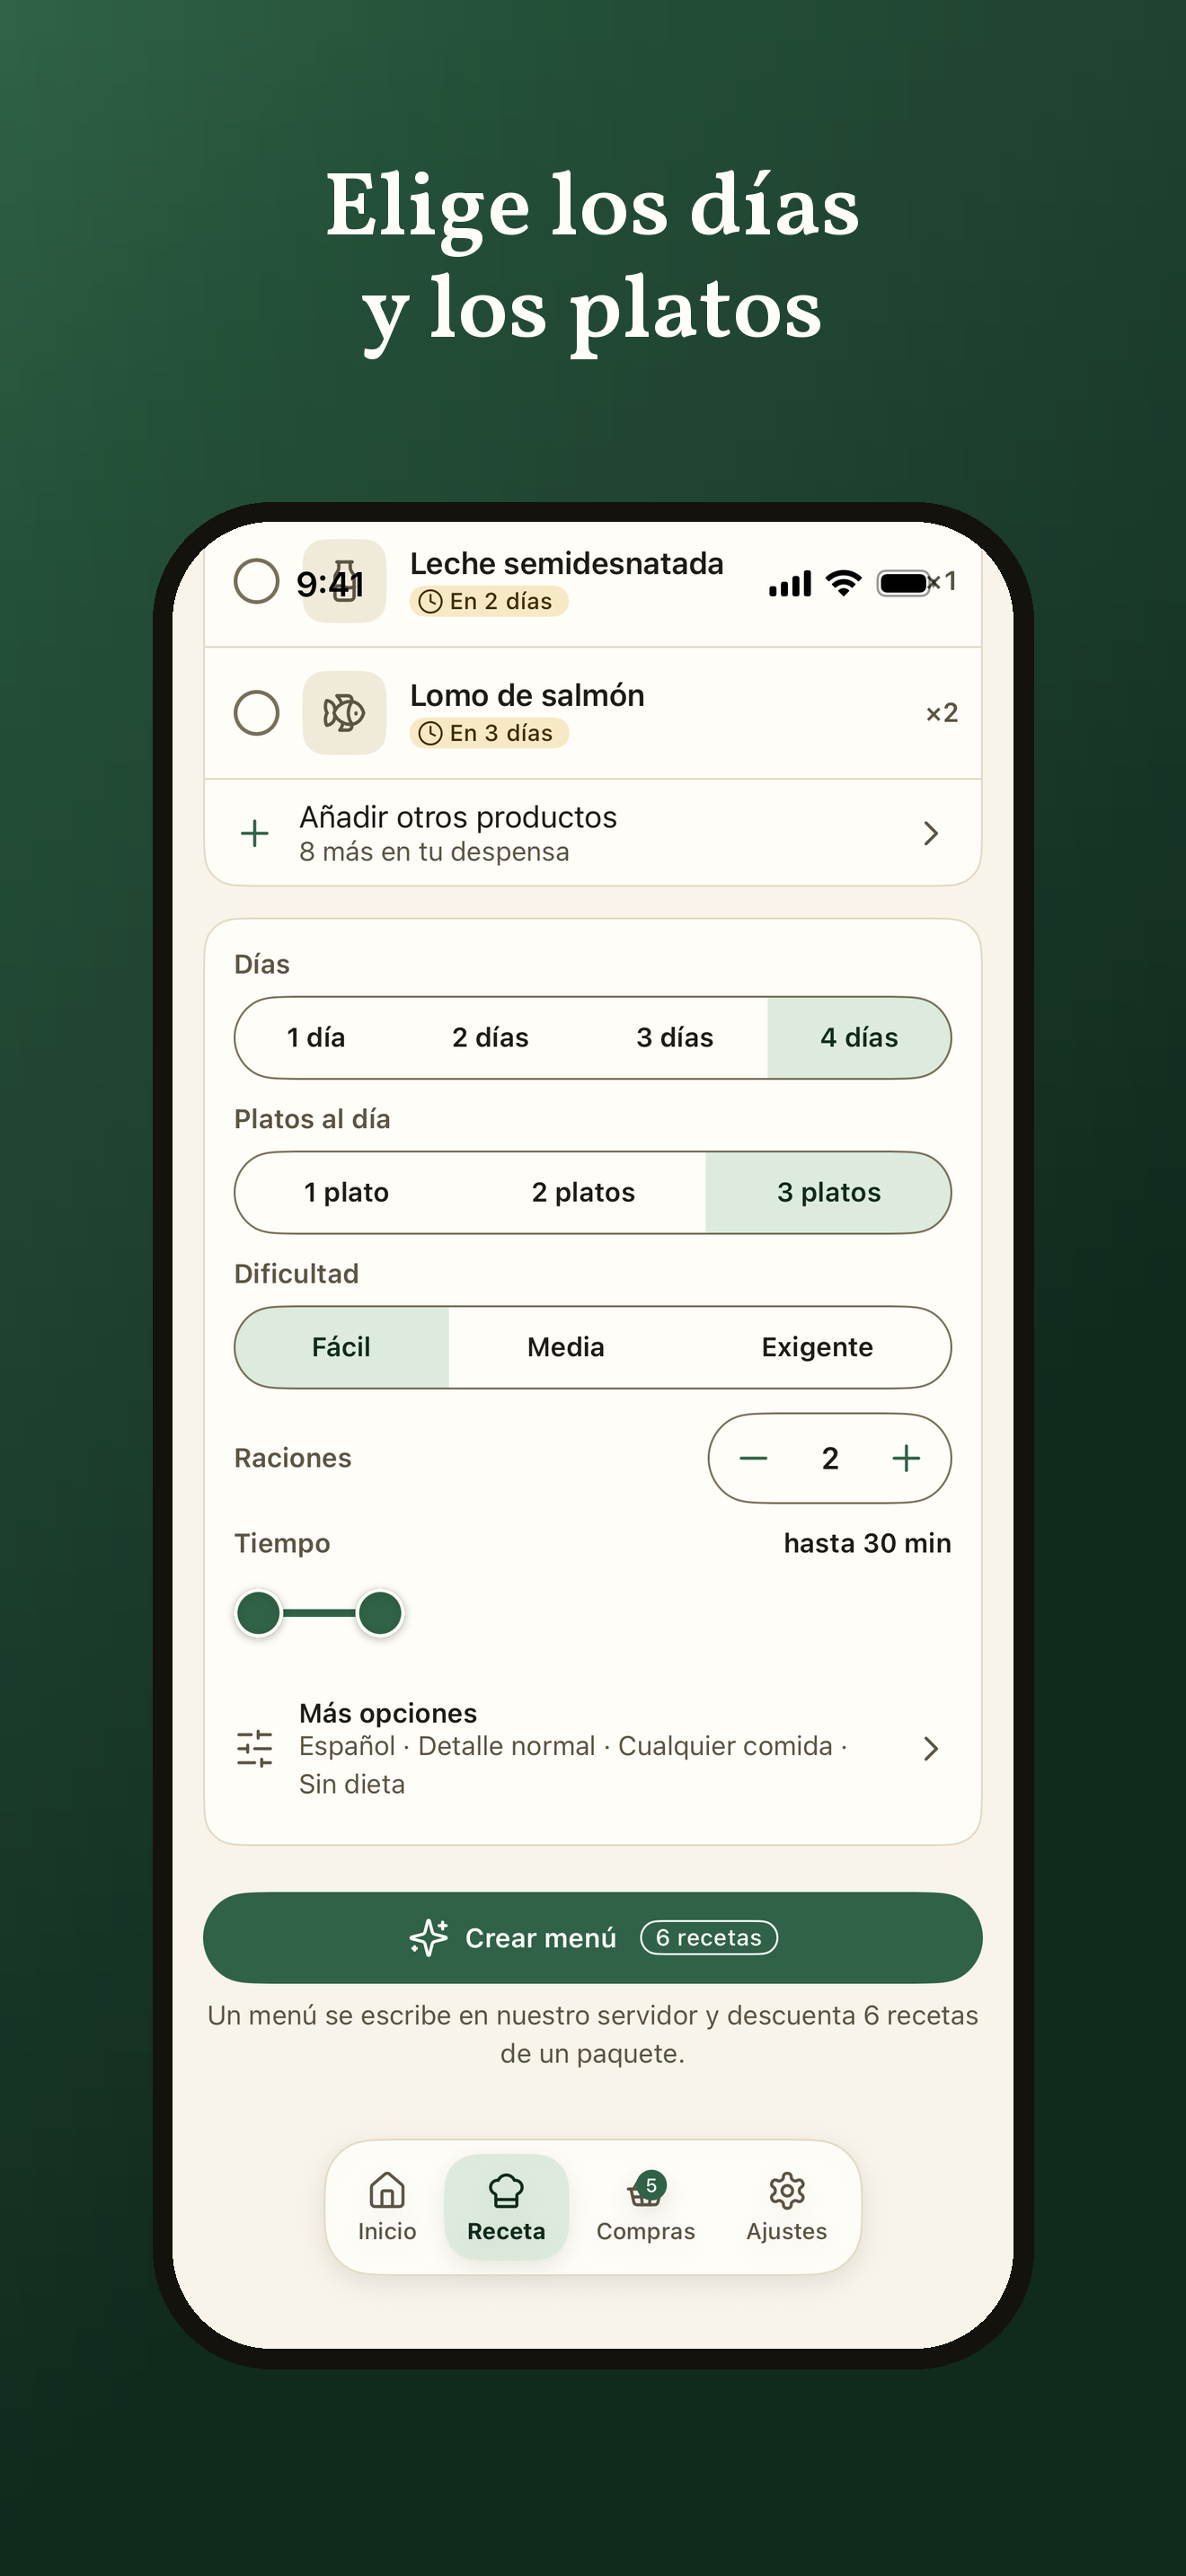 Elige los días
y los platos
9:41
Leche semidesnatada
×1
En 2 días
Lomo de salmón
×2
En 3 días
Añadir otros productos
8 más en tu despensa
Días
1 día 2 días 3 días 4 días
Platos al día
1 plato 2 platos 3 platos
Dificultad
Fácil Media Exigente
Raciones 2
Tiempo hasta 30 min
Más opciones
Español · Detalle normal · Cualquier comida ·
Sin dieta
Crear menú 6 recetas
Un menú se escribe en nuestro servidor y descuenta 6 recetas
de un paquete.
5
Inicio Receta Compras Ajustes